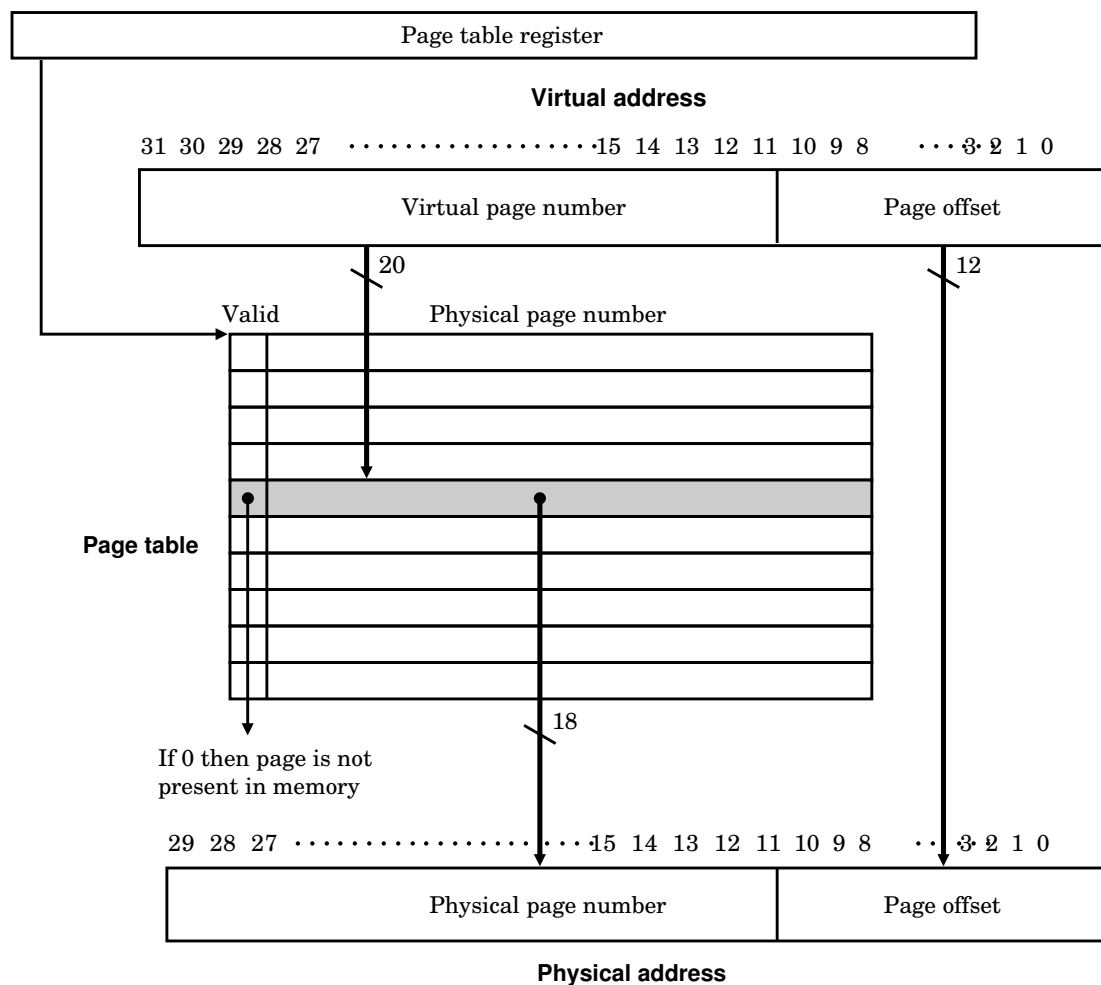 Page table register
Virtual address
31 30 29 28 27 ················· 15 14 13 12 11 10 9 8 ····· 3 2 1 0
Virtual page number Page offset
20 12
Valid Physical page number
Page table
18
If 0 then page is not
present in memory
29 28 27 ····················· 15 14 13 12 11 10 9 8 ····· 3 2 1 0
Physical page number Page offset
Physical address